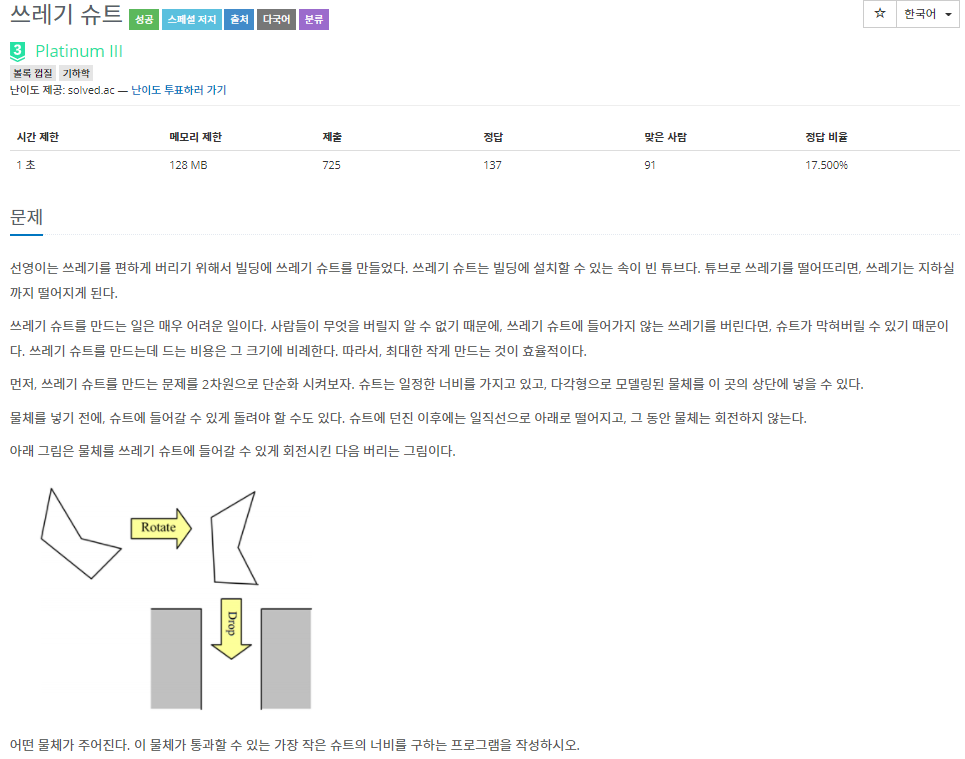 쓰레기 슈트 성공 스페셜 저지 출처 다국어 분류
☆ 한국어
3 Platinum III
볼록 껍질 기하학
난이도 제공: solved.ac — 난이도 투표하러 가기
시간 제한 메모리 제한 제출 정답 맞은 사람 정답 비율
1 초 128 MB 725 137 91 17.500%
문제
선영이는 쓰레기를 편하게 버리기 위해서 빌딩에 쓰레기 슈트를 만들었다. 쓰레기 슈트는 빌딩에 설치할 수 있는 속이 빈 튜브다. 튜브로 쓰레기를 떨어뜨리면, 쓰레기는 지하실
까지 떨어지게 된다.
쓰레기 슈트를 만드는 일은 매우 어려운 일이다. 사람들이 무엇을 버릴지 알 수 없기 때문에, 쓰레기 슈트에 들어가지 않는 쓰레기를 버린다면, 슈트가 막혀버릴 수 있기 때문이
다. 쓰레기 슈트를 만드는데 드는 비용은 그 크기에 비례한다. 따라서, 최대한 작게 만드는 것이 효율적이다.
먼저, 쓰레기 슈트를 만드는 문제를 2차원으로 단순화 시켜보자. 슈트는 일정한 너비를 가지고 있고, 다각형으로 모델링된 물체를 이 곳의 상단에 넣을 수 있다.
물체를 넣기 전에, 슈트에 들어갈 수 있게 돌려야 할 수도 있다. 슈트에 던진 이후에는 일직선으로 아래로 떨어지고, 그 동안 물체는 회전하지 않는다.
아래 그림은 물체를 쓰레기 슈트에 들어갈 수 있게 회전시킨 다음 버리는 그림이다.
Rotate
Drop
어떤 물체가 주어진다. 이 물체가 통과할 수 있는 가장 작은 슈트의 너비를 구하는 프로그램을 작성하시오.